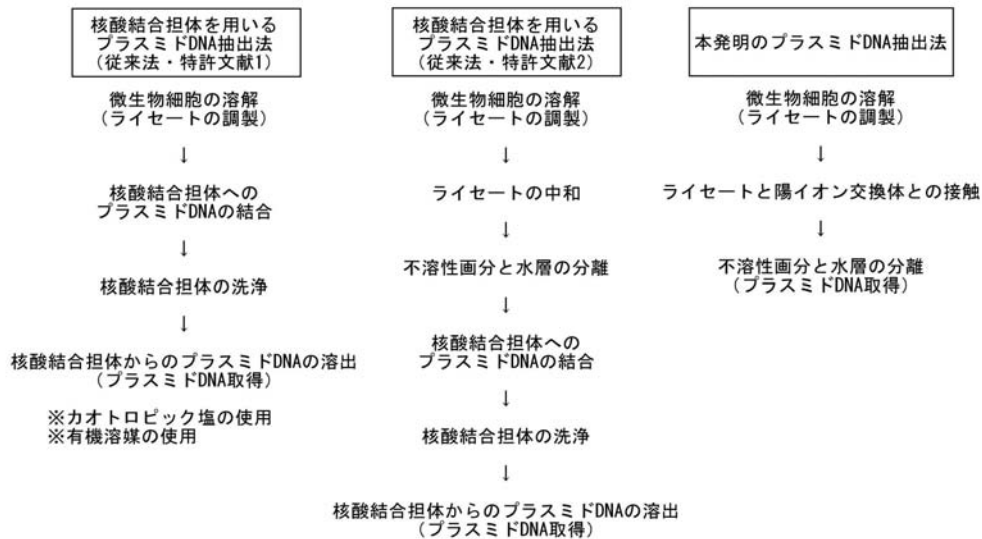 核酸結合担体を用いる
プラスミドDNA抽出法
（従来法・特許文献1）
微生物細胞の溶解
（ライセートの調製）
↓
核酸結合担体への
プラスミドDNAの結合
↓
核酸結合担体の洗浄
↓
核酸結合担体からのプラスミドDNAの溶出
（プラスミドDNA取得）
※カオトロピック塩の使用
※有機溶媒の使用
核酸結合担体を用いる
プラスミドDNA抽出法
（従来法・特許文献2）
微生物細胞の溶解
（ライセートの調製）
↓
ライセートの中和
↓
不溶性画分と水層の分離
↓
核酸結合担体への
プラスミドDNAの結合
↓
核酸結合担体の洗浄
↓
核酸結合担体からのプラスミドDNAの溶出
（プラスミドDNA取得）
本発明のプラスミドDNA抽出法
微生物細胞の溶解
（ライセートの調製）
↓
ライセートと陽イオン交換体との接触
↓
不溶性画分と水層の分離
（プラスミドDNA取得）